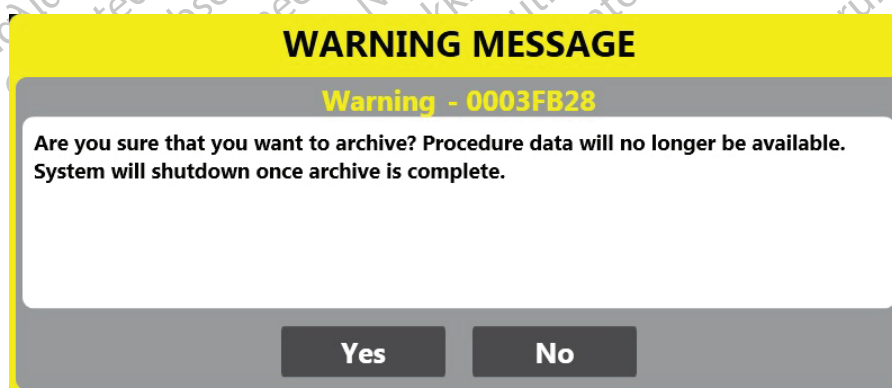 WARNING MESSAGE
Warning - 0003FB28
Are you sure that you want to archive? Procedure data will no longer be available.
System will shutdown once archive is complete.
Yes
No